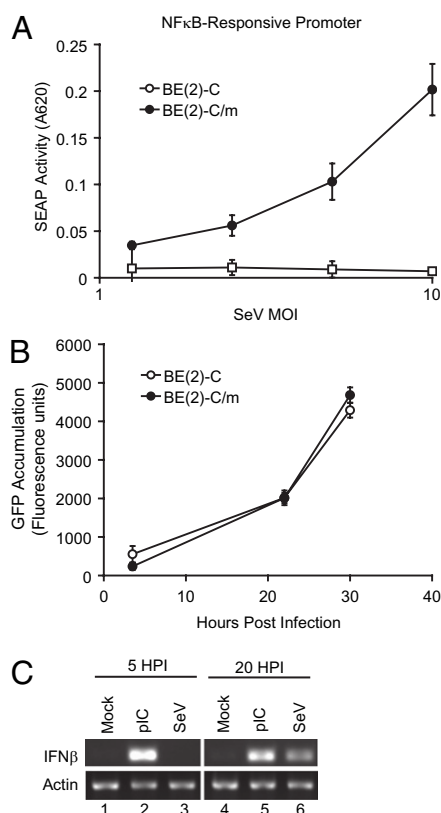 A
NFκB-Responsive Promoter
SEAP Activity (A620)
0.25
0.2
0.15
0.1
0.05
0
BE(2)-C
BE(2)-C/m
1
10
SeV MOI
B
GFP Accumulation
(Fluorescence units)
6000
5000
4000
3000
2000
1000
0
BE(2)-C
BE(2)-C/m
0 10 20 30 40
Hours Post Infection
C
5 HPI 20 HPI
Mock pIC SeV Mock pIC SeV
IFNβ
Actin
1 2 3 4 5 6